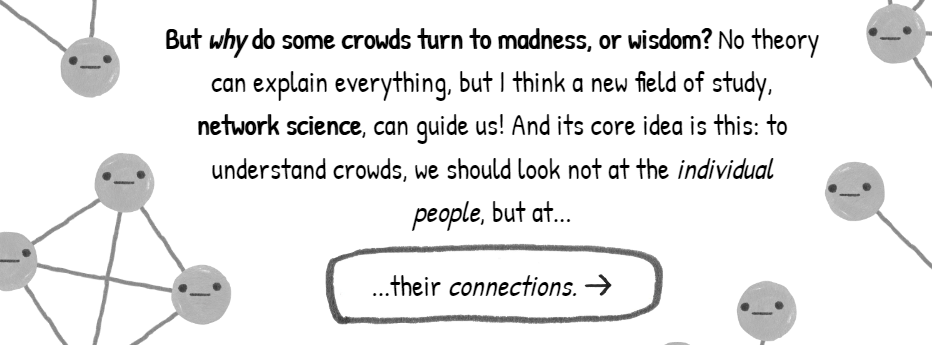 But why do some crowds turn to madness, or wisdom? No theory
can explain everything, but I think a new field of study,
network science, can guide us! And its core idea is this: to
understand crowds, we should look not at the individual
people, but at...
...their connections. →